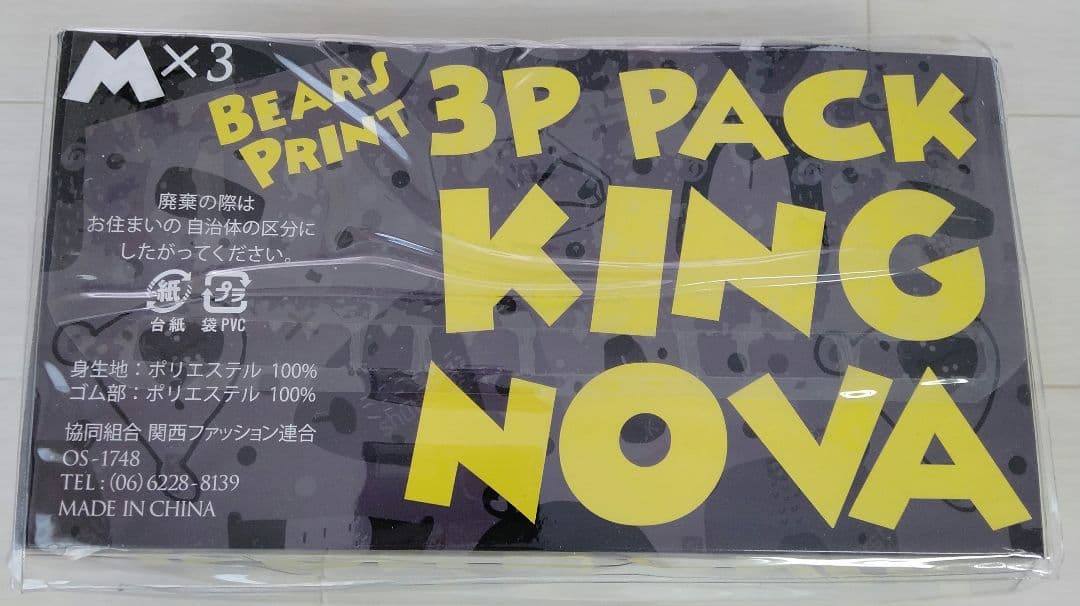 M×3
BEARS
PRINT
3P PACK
KING
NOVA
廃棄の際は
お住まいの 自治体の区分に
したがってください。
紙 プラ
台紙 袋PVC
身生地：ポリエステル 100%
ゴム部：ポリエステル 100%
協同組合 関西ファッション連合
OS-1748
TEL : (06) 6228-8139
MADE IN CHINA